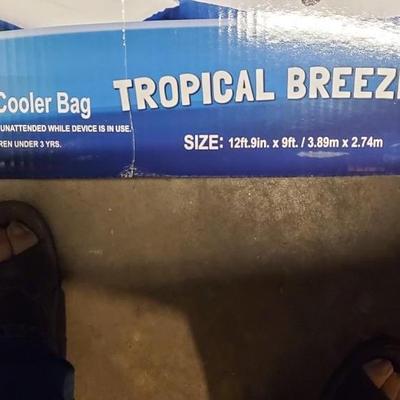 Cooler Bag
TROPICAL BREEZE
UNATTENDED WHILE DEVICE IS IN USE.
REN UNDER 3 YRS.
SIZE: 12ft.9in. x 9ft. / 3.89m x 2.74m